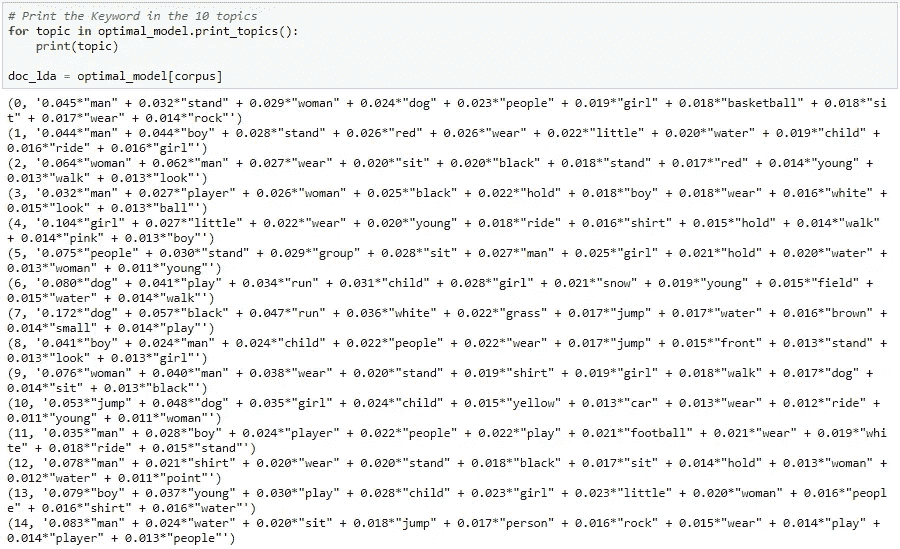 # Print the Keyword in the 10 topics
for topic in optimal_model.print_topics():
    print(topic)
doc_lda = optimal_model[corpus]
(0, '0.045*"man" + 0.032*"stand" + 0.029*"woman" + 0.024*"dog" + 0.023*"people" + 0.019*"girl" + 0.018*"basketball" + 0.018*"si
t" + 0.017*"wear" + 0.014*"rock"')
(1, '0.044*"man" + 0.044*"boy" + 0.028*"stand" + 0.026*"red" + 0.026*"wear" + 0.022*"little" + 0.020*"water" + 0.019*"child" +
0.016*"ride" + 0.016*"girl"')
(2, '0.064*"woman" + 0.062*"man" + 0.027*"wear" + 0.020*"sit" + 0.020*"black" + 0.018*"stand" + 0.017*"red" + 0.014*"young" +
0.013*"walk" + 0.013*"look"')
(3, '0.032*"man" + 0.027*"player" + 0.026*"woman" + 0.025*"black" + 0.022*"hold" + 0.018*"boy" + 0.018*"wear" + 0.016*"white" +
0.015*"look" + 0.013*"ball"')
(4, '0.104*"girl" + 0.027*"little" + 0.022*"wear" + 0.020*"young" + 0.018*"ride" + 0.016*"shirt" + 0.015*"hold" + 0.014*"walk"
+ 0.014*"pink" + 0.013*"boy"')
(5, '0.075*"people" + 0.030*"stand" + 0.029*"group" + 0.028*"sit" + 0.027*"man" + 0.025*"girl" + 0.021*"hold" + 0.020*"water" +
0.013*"woman" + 0.011*"young"')
(6, '0.080*"dog" + 0.041*"play" + 0.034*"run" + 0.031*"child" + 0.028*"girl" + 0.021*"snow" + 0.019*"young" + 0.015*"field" +
0.015*"water" + 0.014*"walk"')
(7, '0.172*"dog" + 0.057*"black" + 0.047*"run" + 0.036*"white" + 0.022*"grass" + 0.017*"jump" + 0.017*"water" + 0.016*"brown" +
0.014*"small" + 0.014*"play"')
(8, '0.041*"boy" + 0.024*"man" + 0.024*"child" + 0.022*"people" + 0.022*"wear" + 0.017*"jump" + 0.015*"front" + 0.013*"stand" +
0.013*"look" + 0.013*"girl"')
(9, '0.076*"woman" + 0.040*"man" + 0.038*"wear" + 0.020*"stand" + 0.019*"shirt" + 0.019*"girl" + 0.018*"walk" + 0.017*"dog" +
0.014*"sit" + 0.013*"black"')
(10, '0.053*"jump" + 0.048*"dog" + 0.035*"girl" + 0.024*"child" + 0.015*"yellow" + 0.013*"car" + 0.013*"wear" + 0.012*"ride" +
0.011*"young" + 0.011*"woman"')
(11, '0.035*"man" + 0.028*"boy" + 0.024*"player" + 0.022*"people" + 0.022*"play" + 0.021*"football" + 0.021*"wear" + 0.019*"whi
te" + 0.018*"ride" + 0.015*"stand"')
(12, '0.078*"man" + 0.021*"shirt" + 0.020*"wear" + 0.020*"stand" + 0.018*"black" + 0.017*"sit" + 0.014*"hold" + 0.013*"woman" +
0.012*"water" + 0.011*"point"')
(13, '0.079*"boy" + 0.037*"young" + 0.030*"play" + 0.028*"child" + 0.023*"girl" + 0.023*"little" + 0.020*"woman" + 0.016*"peopl
e" + 0.016*"shirt" + 0.016*"water"')
(14, '0.083*"man" + 0.024*"water" + 0.020*"sit" + 0.018*"jump" + 0.017*"person" + 0.016*"rock" + 0.015*"wear" + 0.014*"play" +
0.014*"player" + 0.013*"people"')